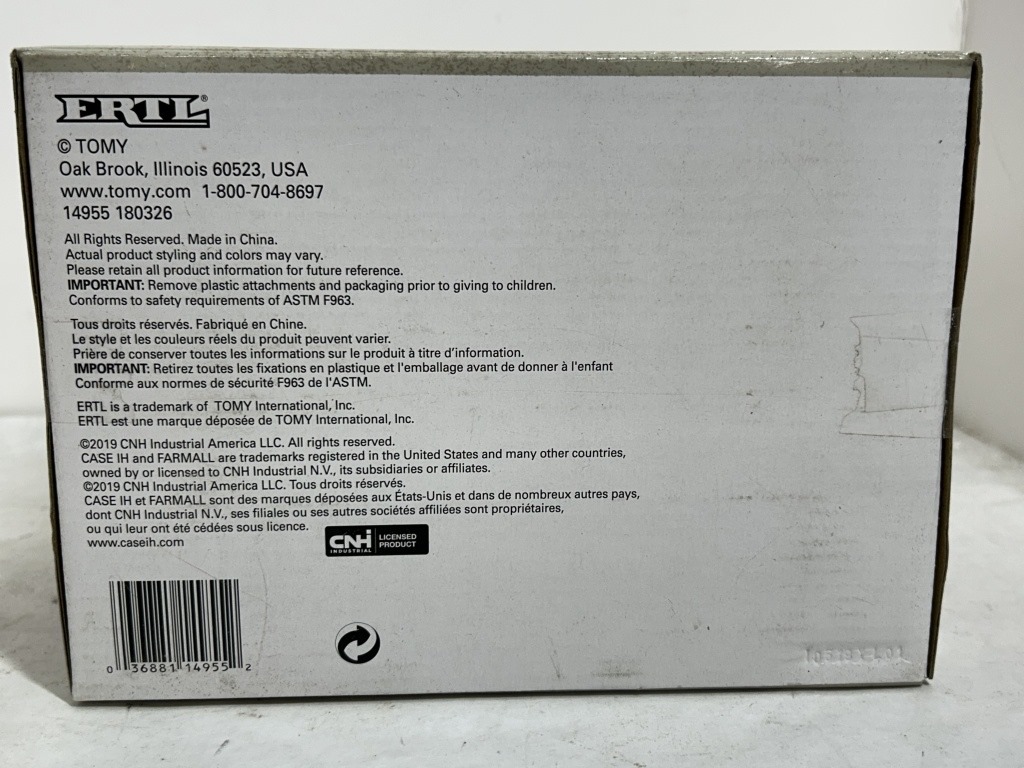 ERTL®
© TOMY
Oak Brook, Illinois 60523, USA
www.tomy.com 1-800-704-8697
14955 180326
All Rights Reserved. Made in China.
Actual product styling and colors may vary.
Please retain all product information for future reference.
IMPORTANT: Remove plastic attachments and packaging prior to giving to children.
Conforms to safety requirements of ASTM F963.
Tous droits réservés. Fabriqué en Chine.
Le style et les couleurs réels du produit peuvent varier.
Prière de conserver toutes les informations sur le produit à titre d'information.
IMPORTANT: Retirez toutes les fixations en plastique et l'emballage avant de donner à l'enfant
Conforme aux normes de sécurité F963 de l'ASTM.
ERTL is a trademark of TOMY International, Inc.
ERTL est une marque déposée de TOMY International, Inc.
©2019 CNH Industrial America LLC. All rights reserved.
CASE IH and FARMALL are trademarks registered in the United States and many other countries,
owned by or licensed to CNH Industrial N.V., its subsidiaries or affiliates.
©2019 CNH Industrial America LLC. Tous droits réservés.
CASE IH et FARMALL sont des marques déposées aux États-Unis et dans de nombreux autres pays,
dont CNH Industrial N.V., ses filiales ou ses autres sociétés affiliées sont propriétaires,
ou qui leur ont été cédées sous licence.
www.caseih.com
CNH INDUSTRIAL LICENSED PRODUCT
0 36881 14955 2